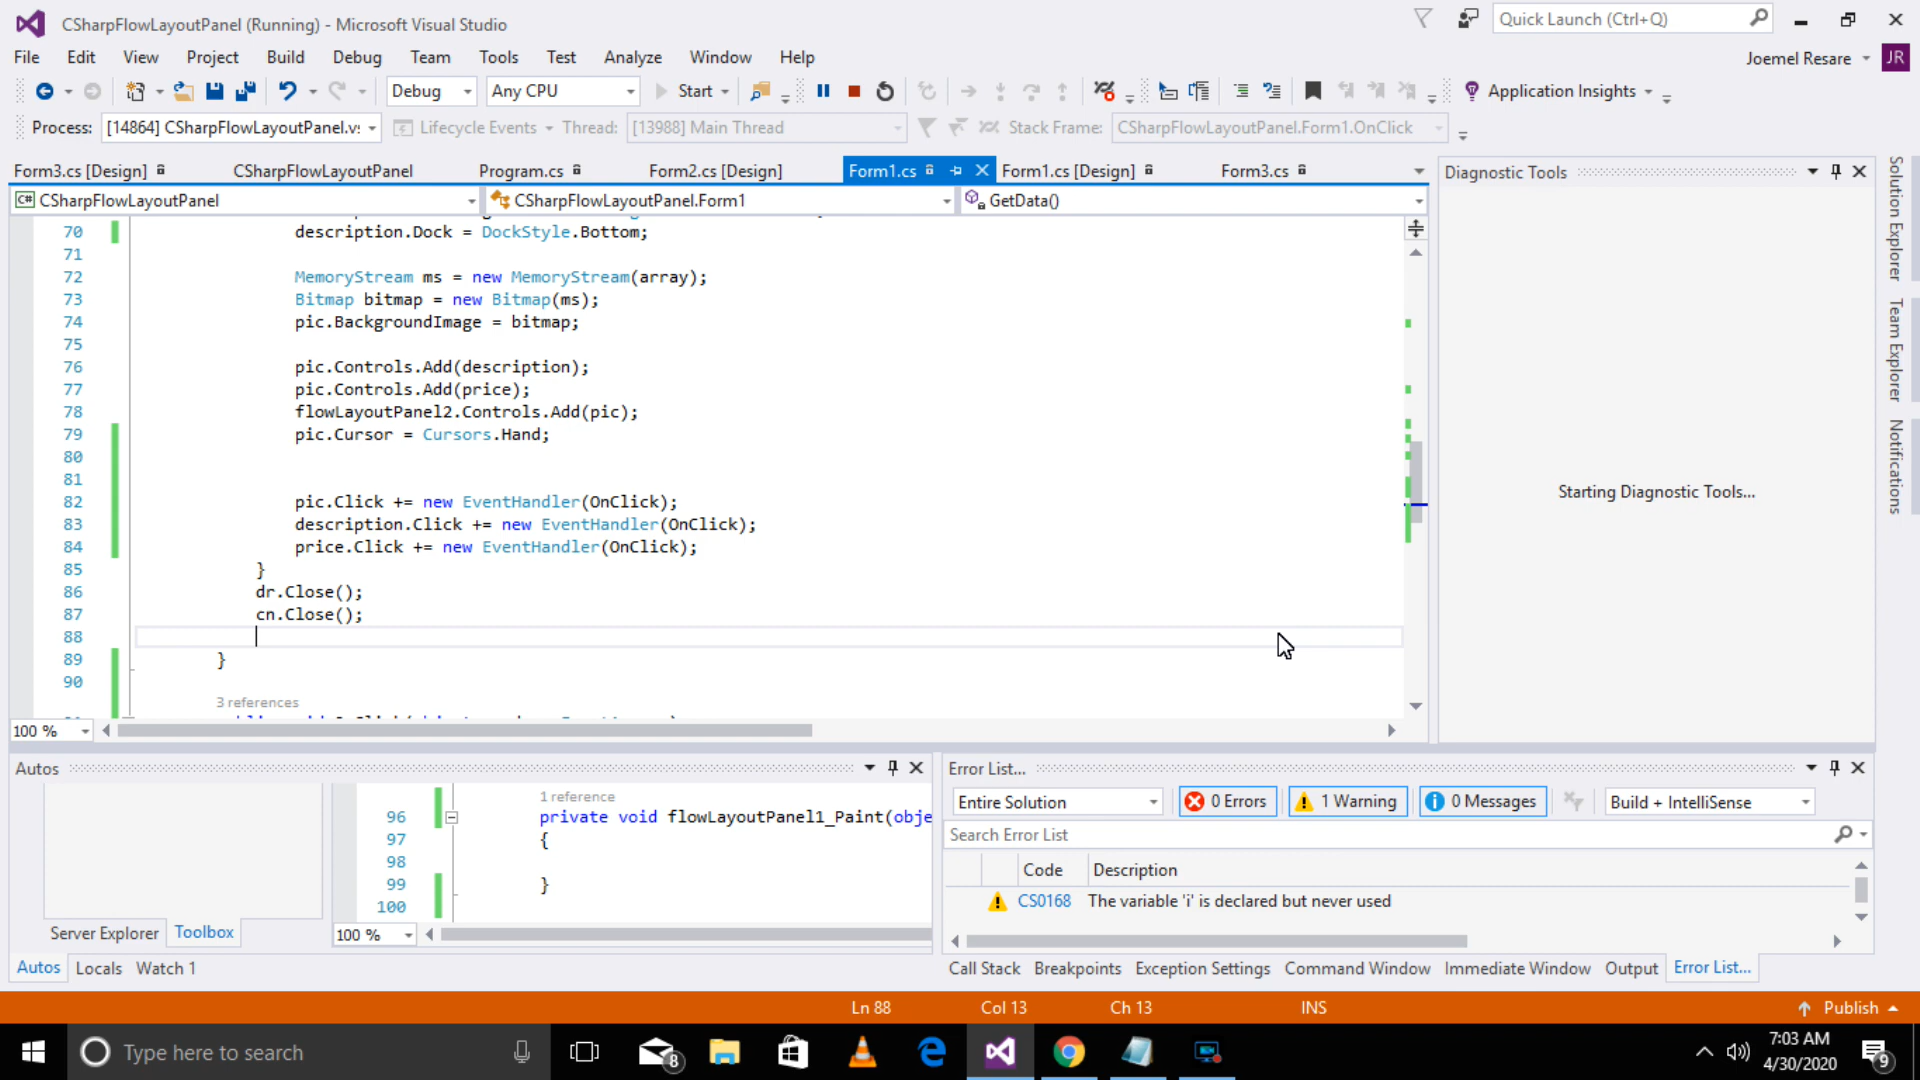 CSharpFlowLayoutPanel (Running) - Microsoft Visual Studio
Quick Launch (Ctrl+Q)
File Edit View Project Build Debug Team Tools Test Analyze Window Help
Joemel Resare JR
Debug Any CPU Start Application Insights
Process: [14864] CSharpFlowLayoutPanel.v Lifecycle Events Thread: [13988] Main Thread Stack Frame: CSharpFlowLayoutPanel.Form1.OnClick
Form3.cs [Design] CSharpFlowLayoutPanel Program.cs Form2.cs [Design] Form1.cs Form1.cs [Design] Form3.cs
Diagnostic Tools
C# CSharpFlowLayoutPanel CSharpFlowLayoutPanel.Form1 GetData()
70 description.Dock = DockStyle.Bottom;
71
72 MemoryStream ms = new MemoryStream(array);
73 Bitmap bitmap = new Bitmap(ms);
74 pic.BackgroundImage = bitmap;
75
76 pic.Controls.Add(description);
77 pic.Controls.Add(price);
78 flowLayoutPanel2.Controls.Add(pic);
79 pic.Cursor = Cursors.Hand;
80
81
82 pic.Click += new EventHandler(OnClick);
83 description.Click += new EventHandler(OnClick);
84 price.Click += new EventHandler(OnClick);
85 }
86 dr.Close();
87 cn.Close();
88
89 }
90
3 references
100 %
Starting Diagnostic Tools...
Solution Explorer
Team Explorer
Notifications
Autos
1 reference
96 private void flowLayoutPanel1_Paint(obje
97 {
98
99 }
100
100 %
Server Explorer Toolbox
Autos Locals Watch 1
Error List...
Entire Solution 0 Errors 1 Warning 0 Messages Build + IntelliSense
Search Error List
Code Description
CS0168 The variable 'i' is declared but never used
Call Stack Breakpoints Exception Settings Command Window Immediate Window Output Error List...
Ln 88 Col 13 Ch 13 INS Publish
Type here to search
8
7:03 AM
4/30/2020
9